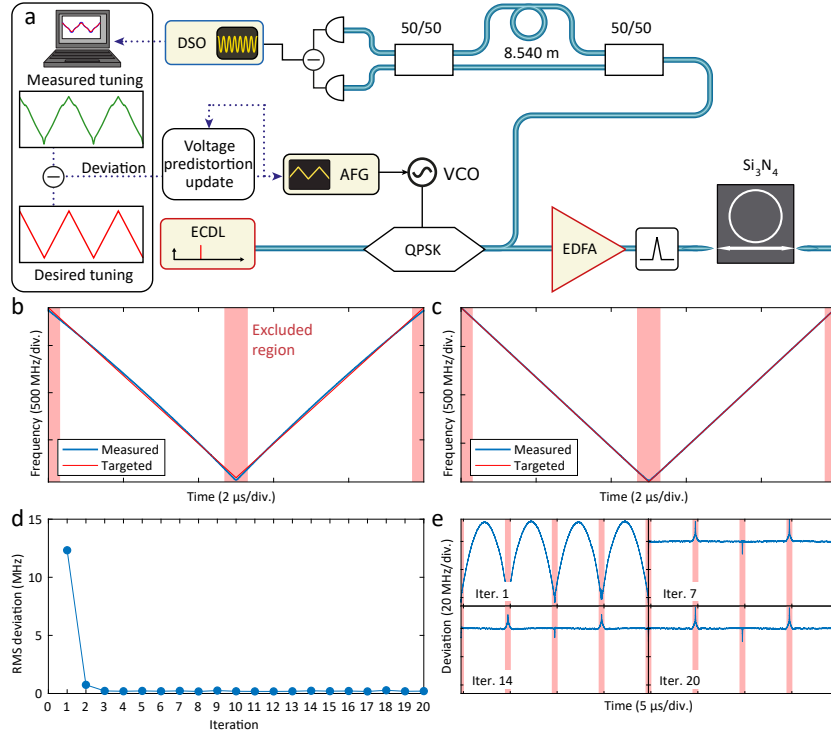 a
DSO
50/50
50/50
8.540 m
Measured tuning
Deviation
Voltage
predistortion
update
AFG
VCO
Si3N4
ECDL
QPSK
EDFA
Desired tuning
b
Frequency (500 MHz/div.)
Excluded
region
Measured
Targeted
Time (2 µs/div.)
c
Frequency (500 MHz/div.)
Measured
Targeted
Time (2 µs/div.)
d
RMS deviation (MHz)
15
10
5
0
0 1 2 3 4 5 6 7 8 9 10 11 12 13 14 15 16 17 18 19 20
Iteration
e
Deviation (20 MHz/div.)
Iter. 1
Iter. 7
Iter.
14
Iter. 20
Time (5 µs/div.)